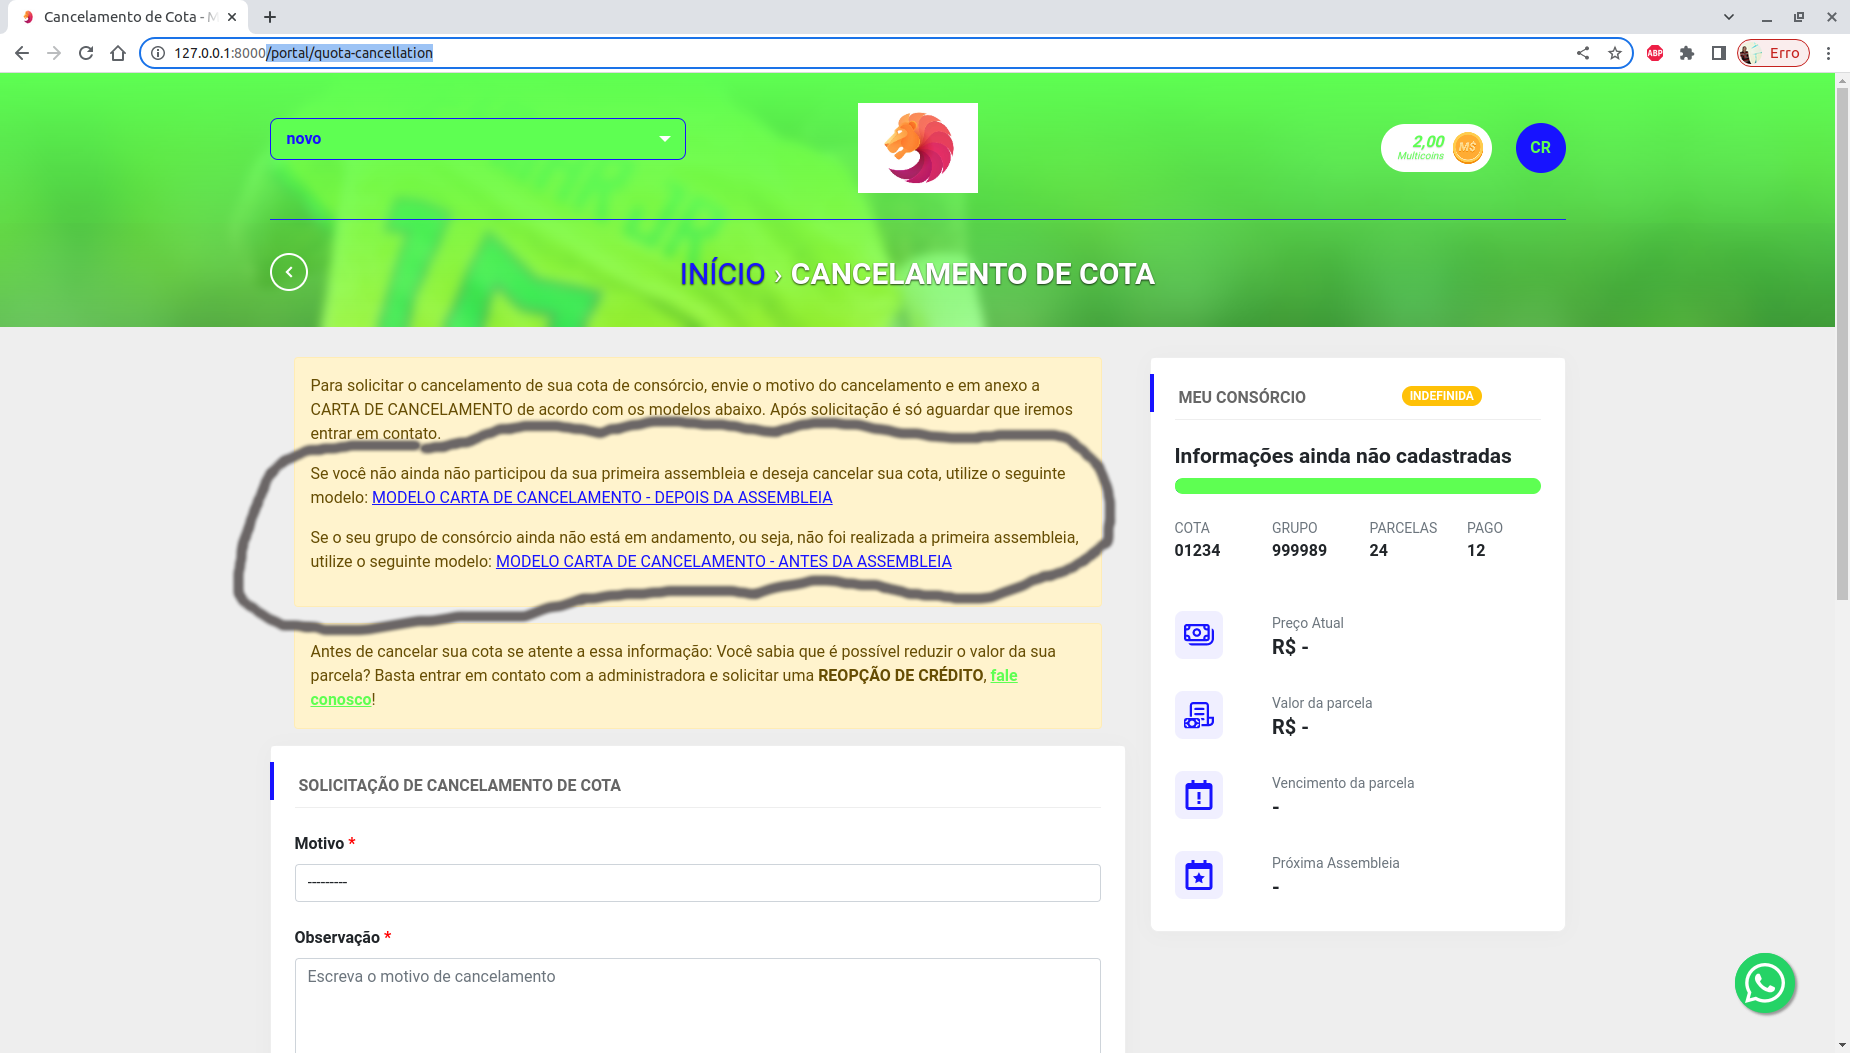 Cancelamento de Cota - M
127.0.0.1:8000/portal/quota-cancellation
ABP
Erro
novo
2,00
Multicoins
M$
CR
INÍCIO › CANCELAMENTO DE COTA
Para solicitar o cancelamento de sua cota de consórcio, envie o motivo do cancelamento e em anexo a
CARTA DE CANCELAMENTO de acordo com os modelos abaixo. Após solicitação é só aguardar que iremos
entrar em contato.
Se você não ainda não participou da sua primeira assembleia e deseja cancelar sua cota, utilize o seguinte
modelo: MODELO CARTA DE CANCELAMENTO - DEPOIS DA ASSEMBLEIA
Se o seu grupo de consórcio ainda não está em andamento, ou seja, não foi realizada a primeira assembleia,
utilize o seguinte modelo: MODELO CARTA DE CANCELAMENTO - ANTES DA ASSEMBLEIA
Antes de cancelar sua cota se atente a essa informação: Você sabia que é possível reduzir o valor da sua
parcela? Basta entrar em contato com a administradora e solicitar uma REOPÇÃO DE CRÉDITO, fale
conosco!
SOLICITAÇÃO DE CANCELAMENTO DE COTA
Motivo *
---------
Observação *
Escreva o motivo de cancelamento
MEU CONSÓRCIO
INDEFINIDA
Informações ainda não cadastradas
COTA GRUPO PARCELAS PAGO
01234 999989 24 12
Preço Atual
R$ -
Valor da parcela
R$ -
Vencimento da parcela
-
Próxima Assembleia
-